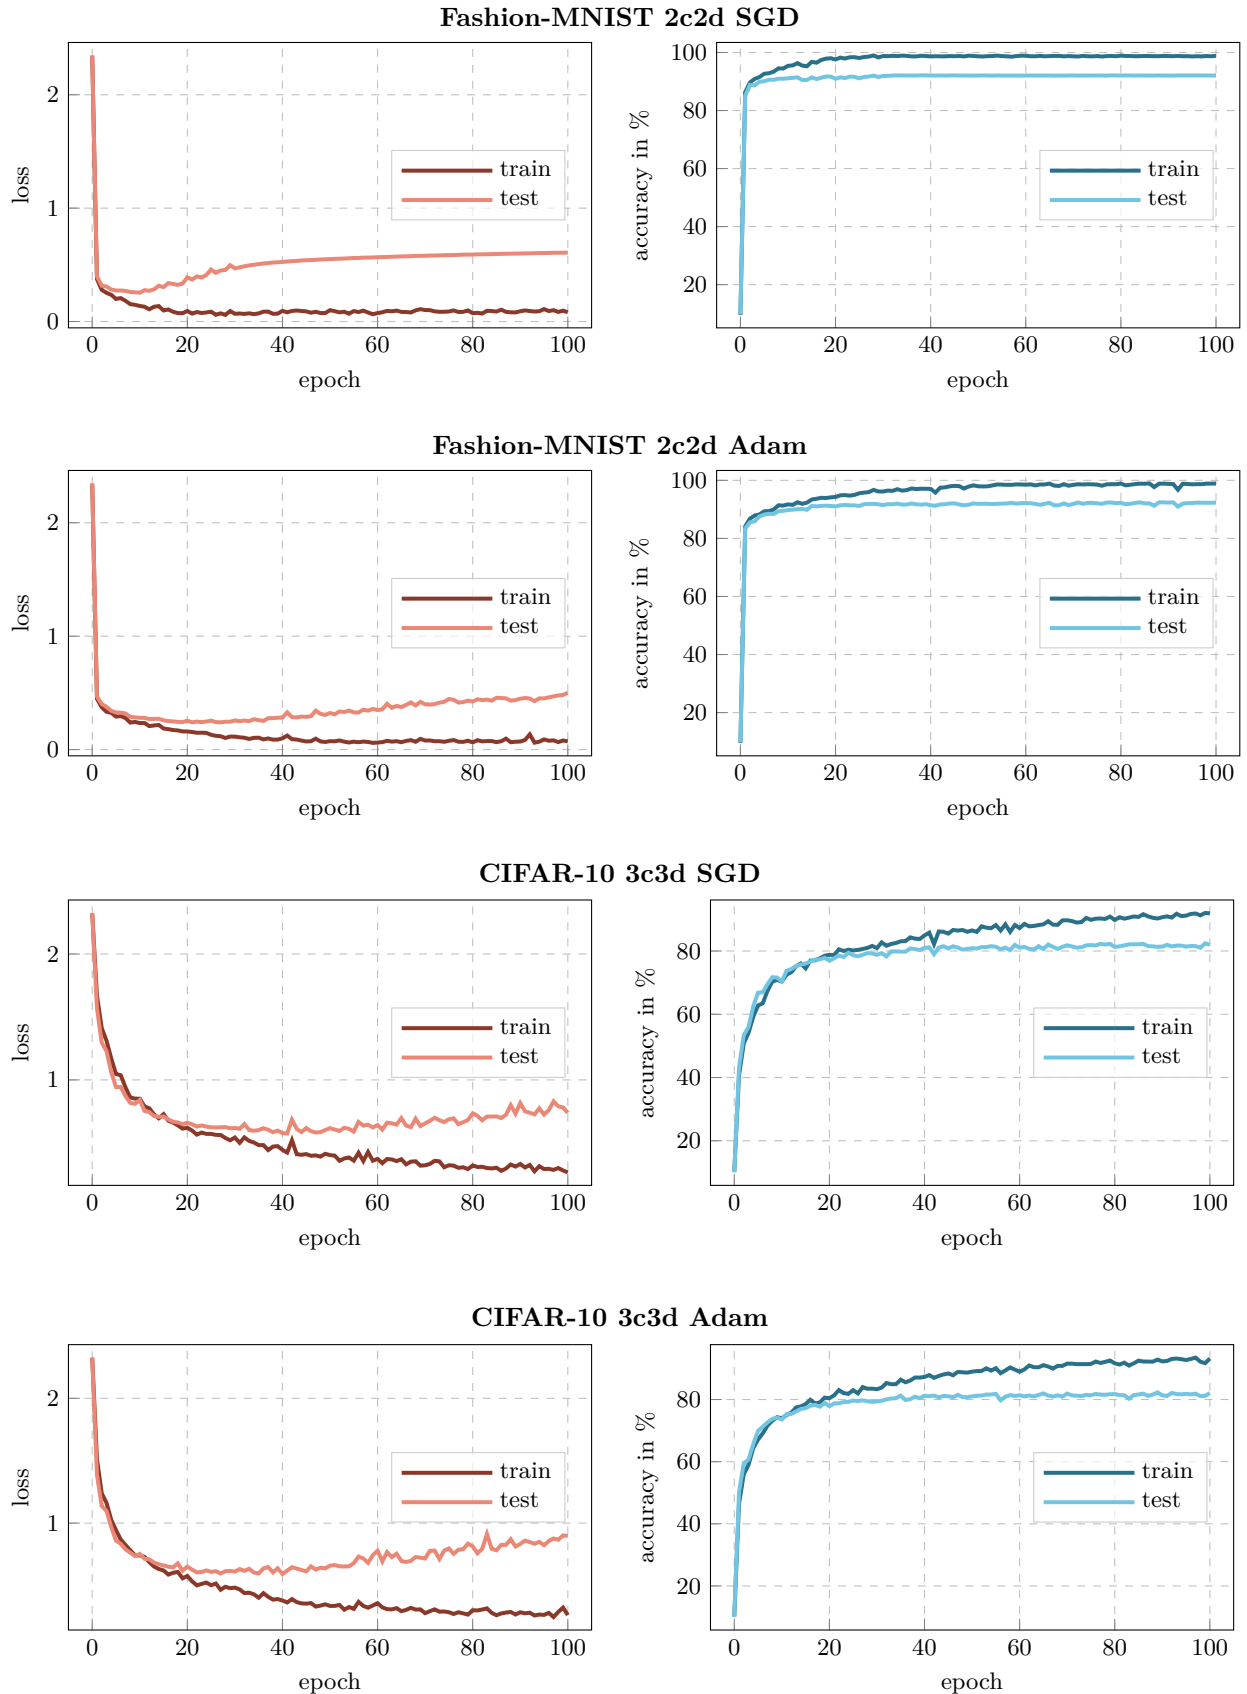 Fashion-MNIST 2c2d SGD
2
1
0
loss
train
test
0 20 40 60 80 100
epoch
100
80
60
40
20
accuracy in %
train
test
0 20 40 60 80 100
epoch
Fashion-MNIST 2c2d Adam
2
1
0
loss
train
test
0 20 40 60 80 100
epoch
100
80
60
40
20
accuracy in %
train
test
0 20 40 60 80 100
epoch
CIFAR-10 3c3d SGD
2
1
loss
train
test
0 20 40 60 80 100
epoch
80
60
40
20
accuracy in %
train
test
0 20 40 60 80 100
epoch
CIFAR-10 3c3d Adam
2
1
loss
train
test
0 20 40 60 80 100
epoch
80
60
40
20
accuracy in %
train
test
0 20 40 60 80 100
epoch